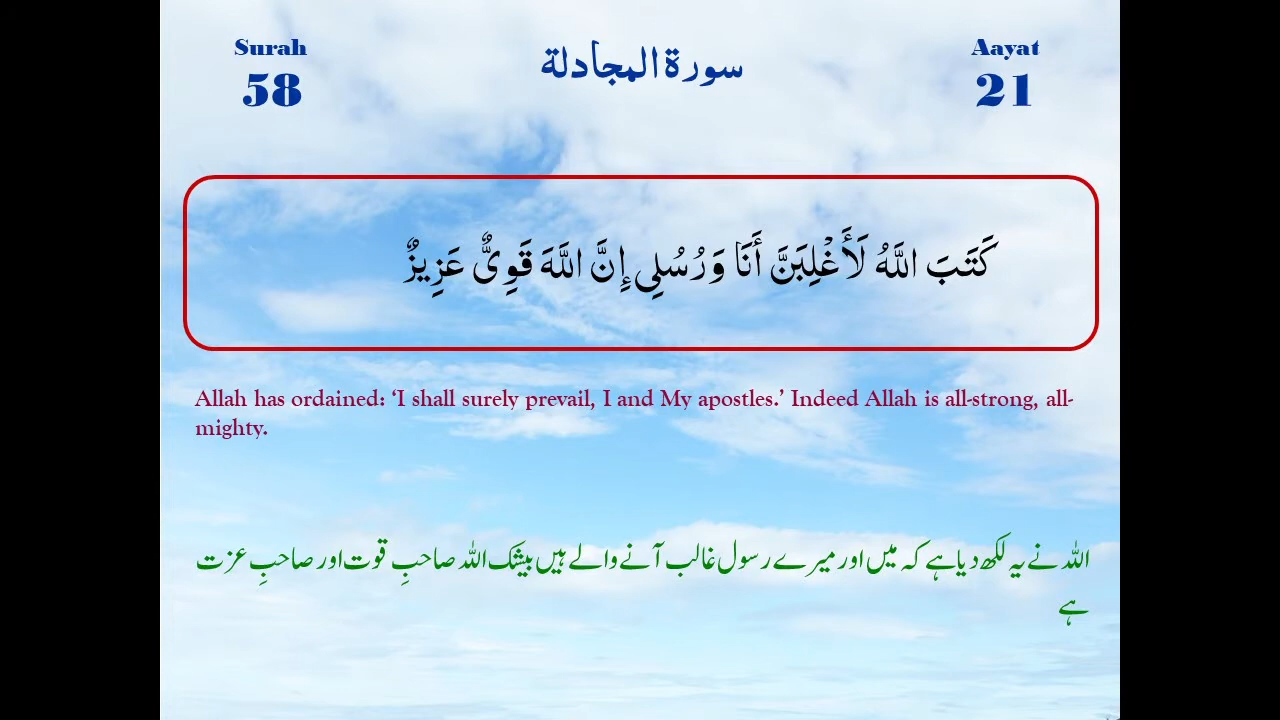 Surah
58
سورة المجادلة
Aayat
21
كَتَبَ اللَّهُ لَأَغْلِبَنَّ أَنَا وَرُسُلِي إِنَّ اللَّهَ قَوِيٌّ عَزِيزٌ
Allah has ordained: ‘I shall surely prevail, I and My apostles.’ Indeed Allah is all-strong, all-
mighty.
اللہ نے یہ لکھ دیا ہے کہ میں اور میرے رسول غالب آنے والے ہیں بیشک اللہ صاحبِ قوت اور صاحبِ عزت
ہے